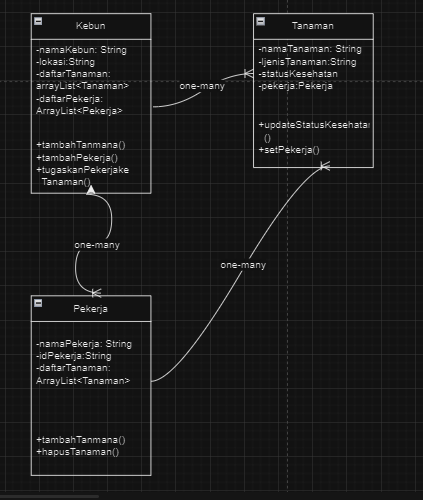 Kebun
-namaKebun: String
-lokasi:String
-daftarTanaman:
arrayList<Tanaman>
-daftarPekerja:
ArrayList<Pekerja>
+tambahTanmana()
+tambahPekerja()
+tugaskanPekerjake
Tanaman()
Tanaman
-namaTanaman: String
-ljenisTanaman:String
-statusKesehatan
-pekerja:Pekerja
+updateStatusKesehatan
()
+setPekerja()
one-many
one-many
one-many
Pekerja
-namaPekerja: String
-idPekerja:String
-daftarTanaman:
ArrayList<Tanaman>
+tambahTanmana()
+hapusTanaman()